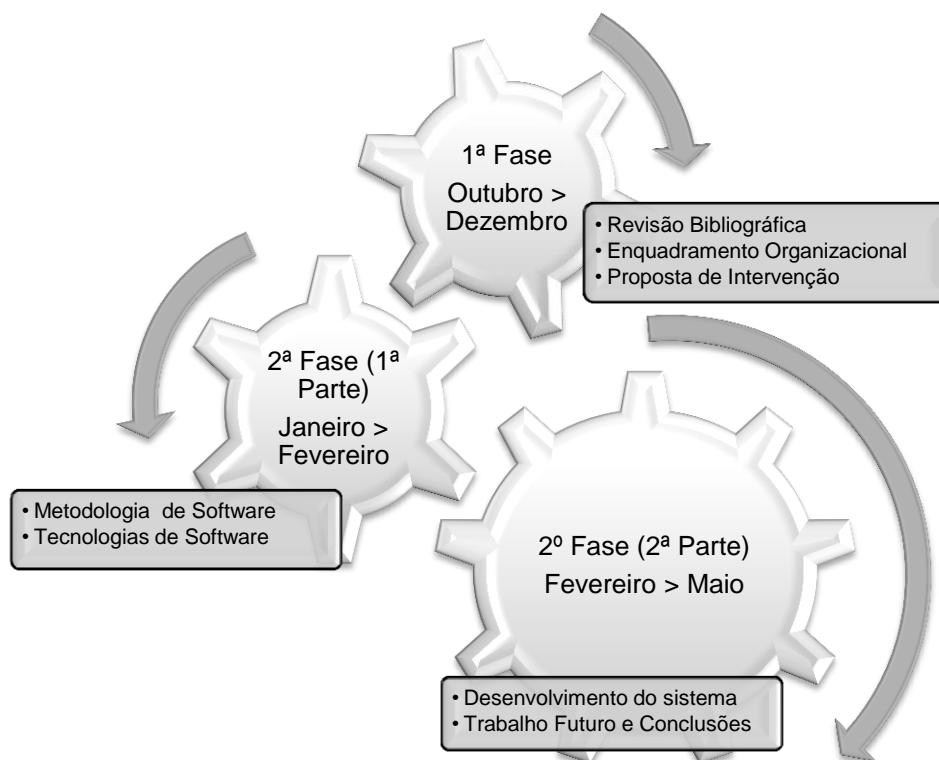 1ª Fase
Outubro >
Dezembro
• Revisão Bibliográfica
• Enquadramento Organizacional
• Proposta de Intervenção
2ª Fase (1ª
Parte)
Janeiro >
Fevereiro
• Metodologia de Software
• Tecnologias de Software
2º Fase (2ª Parte)
Fevereiro > Maio
• Desenvolvimento do sistema
• Trabalho Futuro e Conclusões